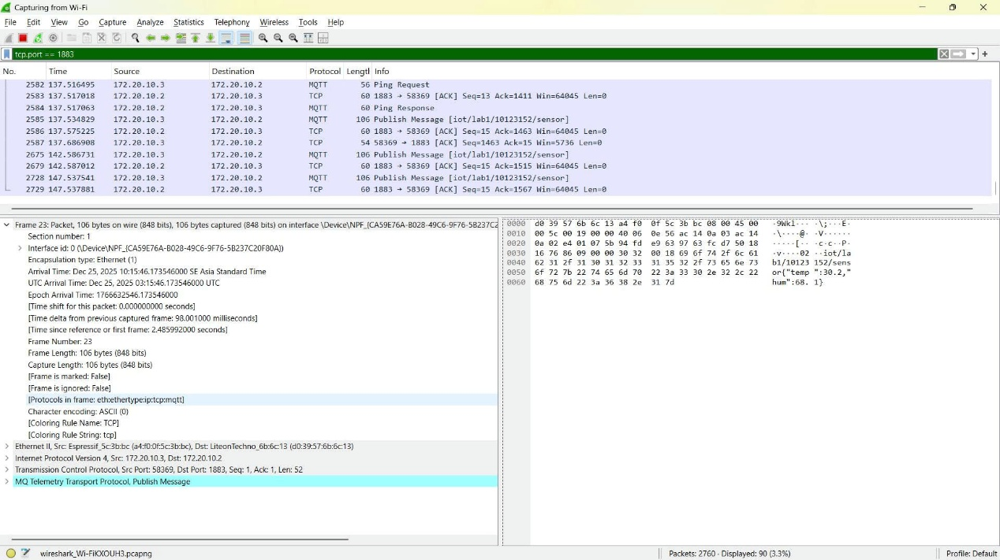 Capturing from Wi-Fi
File Edit View Go Capture Analyze Statistics Telephony Wireless Tools Help
tcp.port == 1883
No. Time Source Destination Protocol Length Info
2582 137.516495 172.20.10.3 172.20.10.2 MQTT 56 Ping Request
2583 137.517018 172.20.10.2 172.20.10.3 TCP 60 1883 → 58369 [ACK] Seq=13 Ack=1411 Win=64045 Len=0
2584 137.517063 172.20.10.2 172.20.10.3 MQTT 60 Ping Response
2585 137.534829 172.20.10.3 172.20.10.2 MQTT 106 Publish Message [iot/lab1/10123152/sensor]
2586 137.575225 172.20.10.2 172.20.10.3 TCP 60 1883 → 58369 [ACK] Seq=15 Ack=1463 Win=64045 Len=0
2587 137.686908 172.20.10.3 172.20.10.2 TCP 54 58369 → 1883 [ACK] Seq=1463 Ack=15 Win=5736 Len=0
2675 142.586731 172.20.10.3 172.20.10.2 MQTT 106 Publish Message [iot/lab1/10123152/sensor]
2679 142.587012 172.20.10.2 172.20.10.3 TCP 60 1883 → 58369 [ACK] Seq=15 Ack=1515 Win=64045 Len=0
2728 147.537541 172.20.10.3 172.20.10.2 MQTT 106 Publish Message [iot/lab1/10123152/sensor]
2729 147.537881 172.20.10.2 172.20.10.3 TCP 60 1883 → 58369 [ACK] Seq=15 Ack=1567 Win=64045 Len=0
Frame 23: Packet, 106 bytes on wire (848 bits), 106 bytes captured (848 bits) on interface \Device\NPF_{CA59E76A-B028-49C6-9F76-5B237C2
Section number: 1
Interface id: 0 (\Device\NPF_{CA59E76A-B028-49C6-9F76-5B237C20F80A})
Encapsulation type: Ethernet (1)
Arrival Time: Dec 25, 2025 10:15:46.173546000 SE Asia Standard Time
UTC Arrival Time: Dec 25, 2025 03:15:46.173546000 UTC
Epoch Arrival Time: 1766632546.173546000
[Time shift for this packet: 0.000000000 seconds]
[Time delta from previous captured frame: 98.001000 milliseconds]
[Time since reference or first frame: 2.485992000 seconds]
Frame Number: 23
Frame Length: 106 bytes (848 bits)
Capture Length: 106 bytes (848 bits)
[Frame is marked: False]
[Frame is ignored: False]
[Protocols in frame: eth:ethertype:ip:tcp:mqtt]
Character encoding: ASCII (0)
[Coloring Rule Name: TCP]
[Coloring Rule String: tcp]
Ethernet II, Src: Espressif_5c:3b:bc (a4:f0:0f:5c:3b:bc), Dst: LiteonTechno_6b:6c:13 (d0:39:57:6b:6c:13)
Internet Protocol Version 4, Src: 172.20.10.3, Dst: 172.20.10.2
Transmission Control Protocol, Src Port: 58369, Dst Port: 1883, Seq: 1, Ack: 1, Len: 52
MQ Telemetry Transport Protocol, Publish Message
0000 d0 39 57 6b 6c 13 a4 f0 0f 5c 3b bc 08 00 45 00 ·9Wkl··· ·\;···E·
0010 00 5c 00 19 00 00 40 06 0e 56 ac 14 0a 03 ac 14 ·\····@· ·V······
0020 0a 02 e4 01 07 5b 94 fd e9 63 97 63 fc d7 50 18 ·····[·· ·c·c··P·
0030 16 76 86 09 00 00 30 32 00 18 69 6f 74 2f 6c 61 ·v····02 ··iot/la
0040 62 31 2f 31 30 31 32 33 31 35 32 2f 73 65 6e 73 b1/10123 152/sens
0050 6f 72 7b 22 74 65 6d 70 22 3a 33 30 2e 32 2c 22 or{"temp ":30.2,"
0060 68 75 6d 22 3a 36 38 2e 31 7d hum":68. 1}
wireshark_Wi-FiKXOUH3.pcapng Packets: 2760 · Displayed: 90 (3.3%) Profile: Default